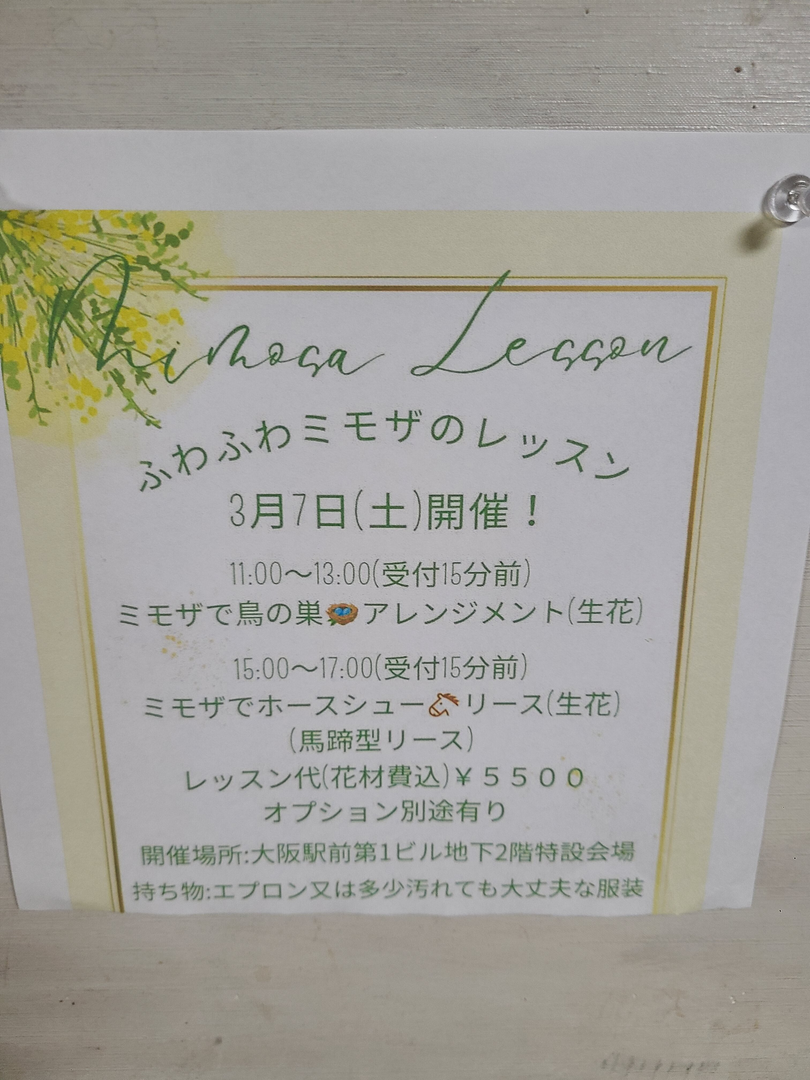 Mimosa Lesson
ふわふわミモザのレッスン
3月7日(土)開催！
11:00〜13:00(受付15分前)
ミモザで鳥の巣🪺アレンジメント(生花)
15:00〜17:00(受付15分前)
ミモザでホースシュー🐴リース(生花)
(馬蹄型リース)
レッスン代(花材費込)￥５５００
オプション別途有り
開催場所:大阪駅前第1ビル地下2階特設会場
持ち物:エプロン又は多少汚れても大丈夫な服装